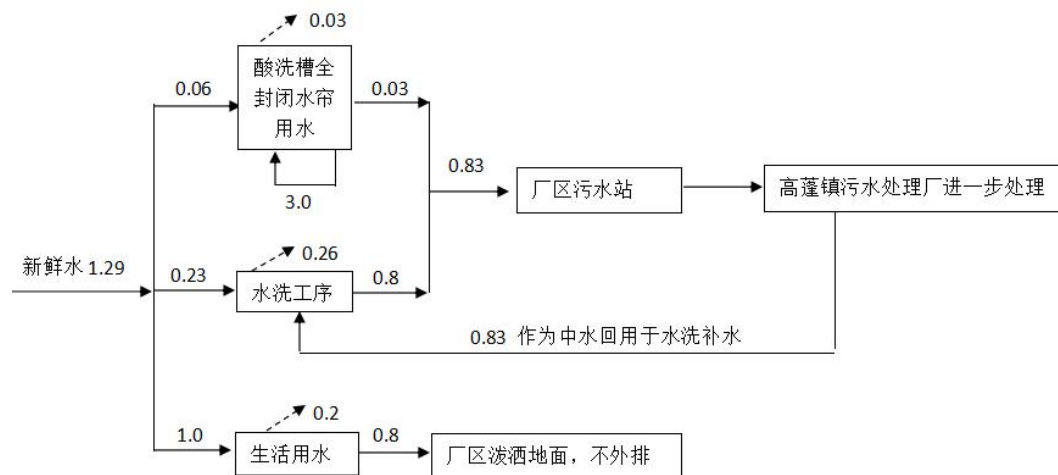 0.03
酸洗槽全
封闭水帘
用水
0.06
0.03
3.0
0.83
厂区污水站
高蓬镇污水处理厂进一步处理
新鲜水 1.29
0.23
0.26
水洗工序
0.8
0.83 作为中水回用于水洗补水
1.0
0.2
生活用水
0.8
厂区泼洒地面，不外排